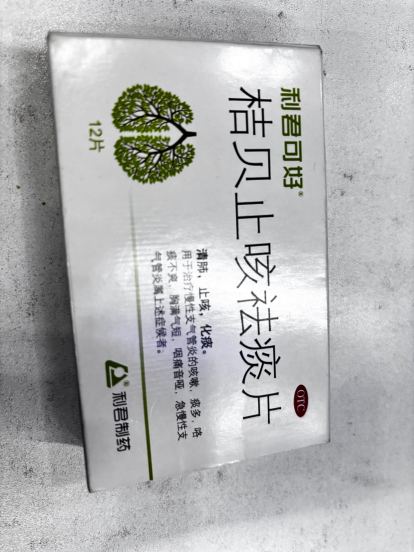 利君可好®
桔贝止咳祛痰片
OTC
12片
清肺，止咳，化痰。
用于治疗慢性支气管炎的咳嗽，痰多，咯
痰不爽，胸满气短，咽痛音哑，急慢性支
气管炎属上述症候者。
利君制药